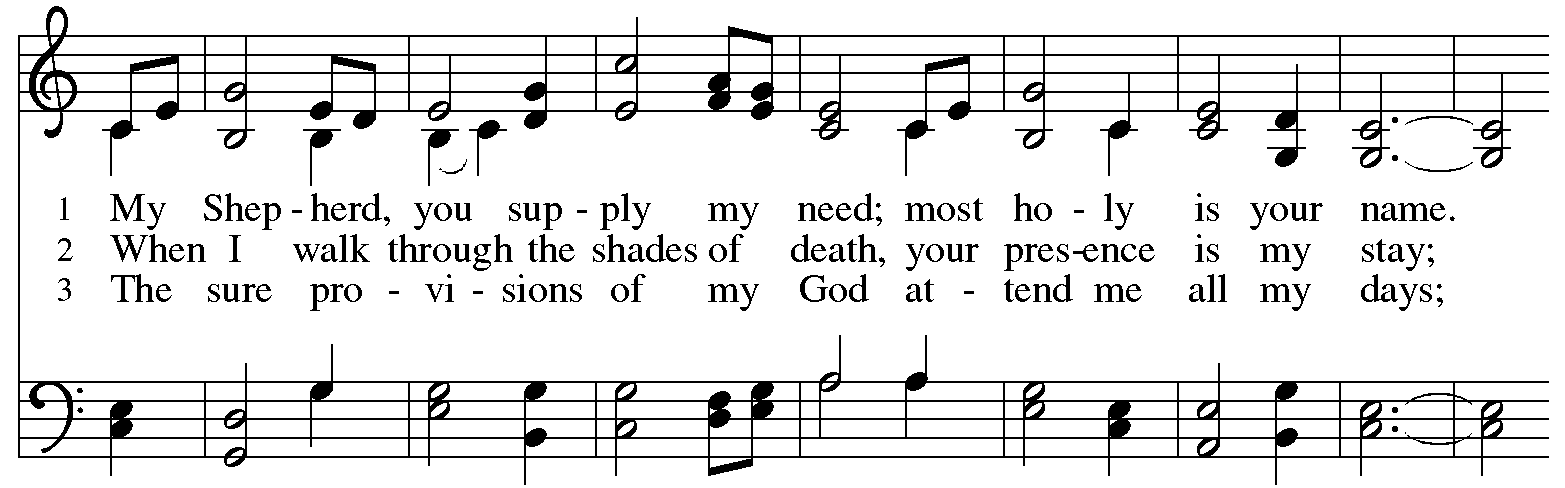 1 My Shep - herd, you sup - ply my need; most ho - ly is your name.
2 When I walk through the shades of death, your pres-ence is my stay;
3 The sure pro - vi - sions of my God at - tend me all my days;